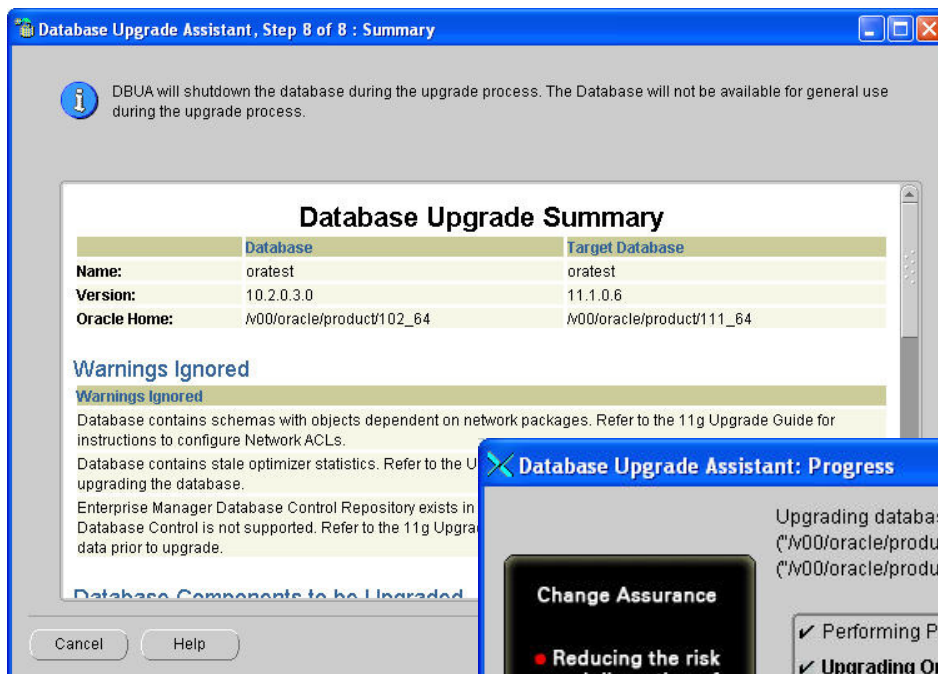 Database Upgrade Assistant, Step 8 of 8 : Summary
DBUA will shutdown the database during the upgrade process. The Database will not be available for general use
during the upgrade process.
Database Upgrade Summary
Database Target Database
Name: oratest oratest
Version: 10.2.0.3.0 11.1.0.6
Oracle Home: /v00/oracle/product/102_64 /v00/oracle/product/111_64
Warnings Ignored
Warnings Ignored
Database contains schemas with objects dependent on network packages. Refer to the 11g Upgrade Guide for
instructions to configure Network ACLs.
Database contains stale optimizer statistics. Refer to the U
upgrading the database.
Enterprise Manager Database Control Repository exists in
Database Control is not supported. Refer to the 11g Upgra
data prior to upgrade.
Database Components to be Upgraded
Cancel Help
Database Upgrade Assistant: Progress
Upgrading databas
("/v00/oracle/produ
("/v00/oracle/produ
Change Assurance
Reducing the risk
Performing P
Upgrading Or